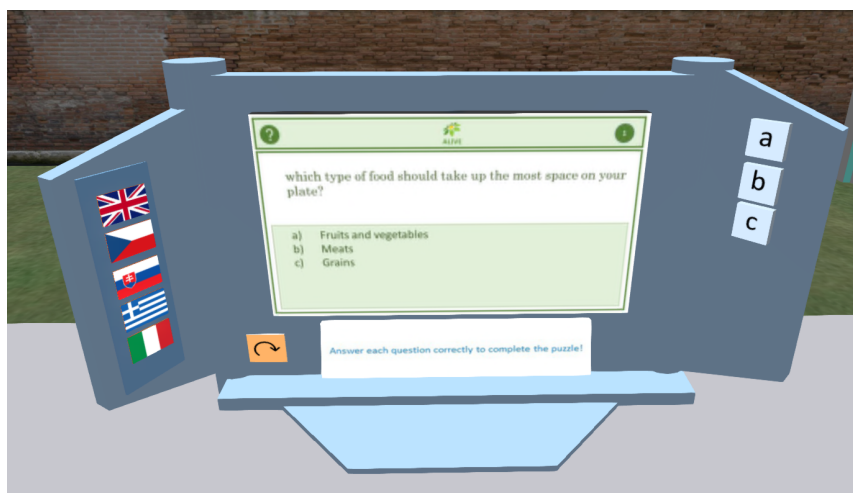 ?
ALIVE
which type of food should take up the most space on your
plate?
a) Fruits and vegetables
b) Meats
c) Grains
Answer each question correctly to complete the puzzle!
a
b
c